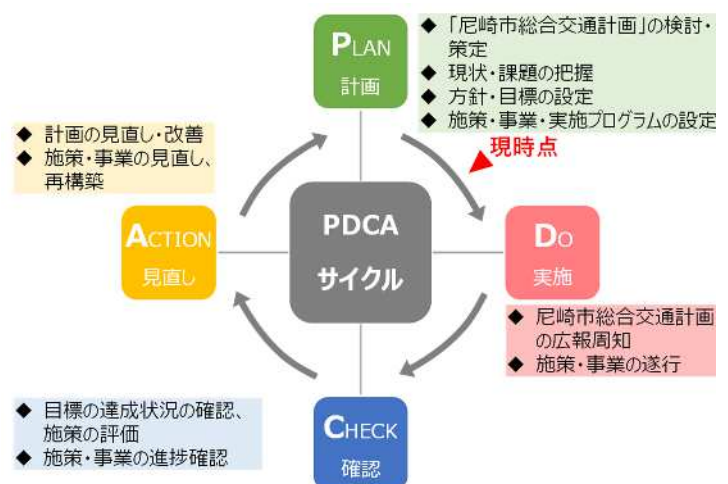 PLAN
計画
◆ 「尼崎市総合交通計画」の検討・
策定
◆ 現状・課題の把握
◆ 方針・目標の設定
◆ 施策・事業・実施プログラムの設定
現時点
◆ 計画の見直し・改善
◆ 施策・事業の見直し、
再構築
ACTION
見直し
PDCA
サイクル
DO
実施
◆ 尼崎市総合交通計画
の広報周知
◆ 施策・事業の遂行
◆ 目標の達成状況の確認、
施策の評価
◆ 施策・事業の進捗確認
CHECK
確認